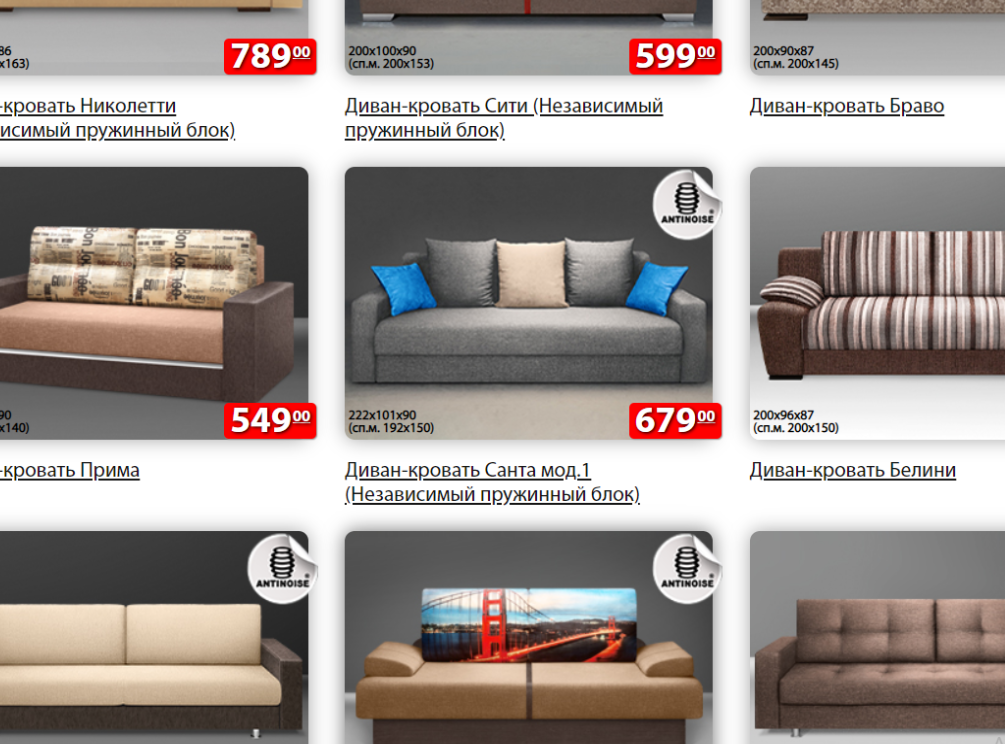 86
x163)
789 00
200x100x90
(сп.м. 200x153)
599 00
200x90x87
(сп.м. 200x145)
-кровать Николетти
исимый пружинный блок)
Диван-кровать Сити (Независимый
пружинный блок)
Диван-кровать Браво
ANTINOISE
90
x140)
549 00
222x101x90
(сп.м. 192x150)
679 00
200x96x87
(сп.м. 200x150)
-кровать Прима
Диван-кровать Санта мод.1
(Независимый пружинный блок)
Диван-кровать Белини
ANTINOISE
ANTINOISE